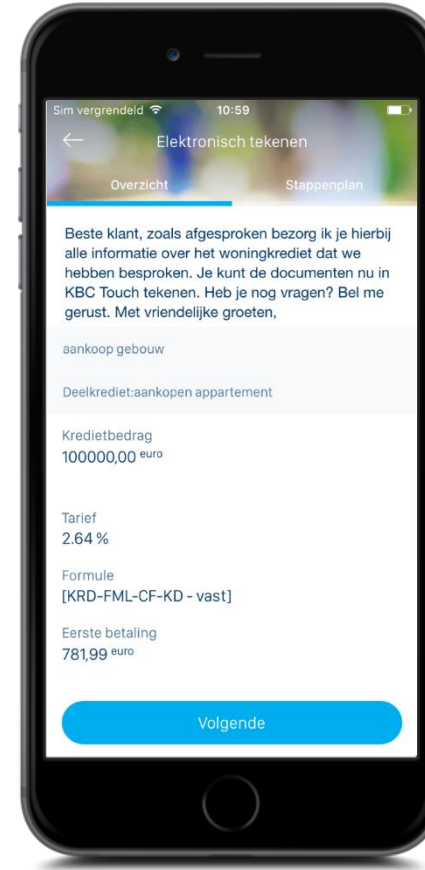 Sim vergrendeld 10:59
Elektronisch tekenen
Overzicht Stappenplan
Beste klant, zoals afgesproken bezorg ik je hierbij
alle informatie over het woningkrediet dat we
hebben besproken. Je kunt de documenten nu in
KBC Touch tekenen. Heb je nog vragen? Bel me
gerust. Met vriendelijke groeten,
aankoop gebouw
Deelkrediet:aankopen appartement
Kredietbedrag
100000,00 euro
Tarief
2.64 %
Formule
[KRD-FML-CF-KD - vast]
Eerste betaling
781,99 euro
Volgende